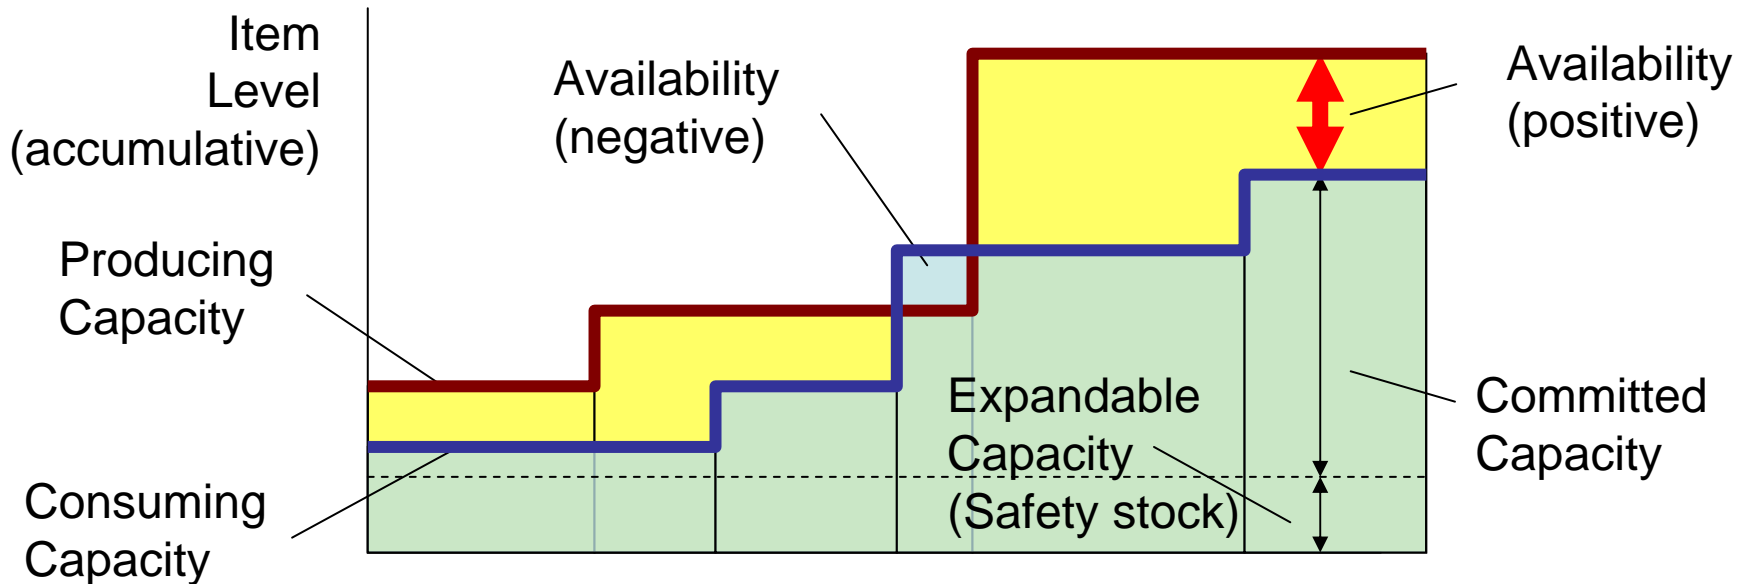 Item
Level
(accumulative)
Availability
(negative)
Availability
(positive)
Producing
Capacity
Expandable
Capacity
(Safety stock)
Committed
Capacity
Consuming
Capacity